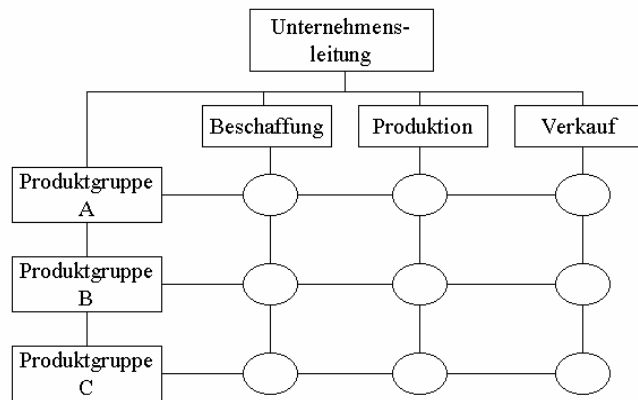 Unternehmens-
leitung
Beschaffung
Produktion
Verkauf
Produktgruppe
A
Produktgruppe
B
Produktgruppe
C